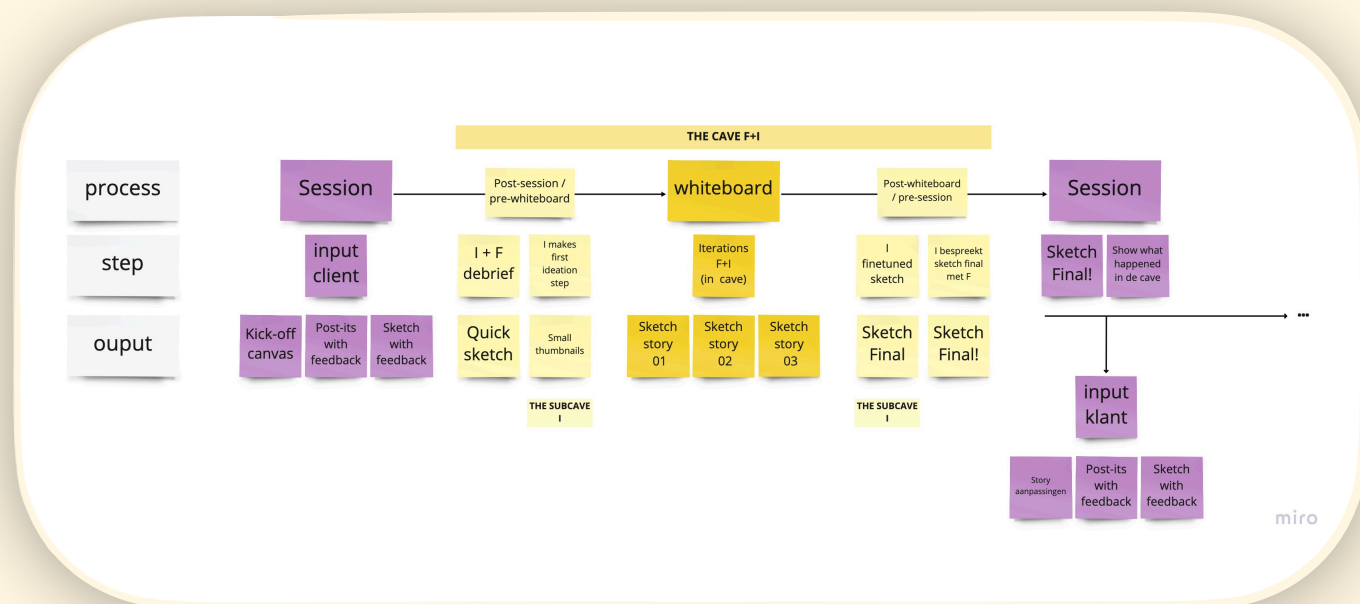 THE CAVE F+I
process
Session
Post-session /
pre-whiteboard
whiteboard
Post-whiteboard
/ pre-session
Session
step
input
client
I + F
debrief
I makes
first
ideation
step
Iterations
F+I
(in cave)
I
finetuned
sketch
I bespreekt
sketch final
met F
Sketch
Final!
Show what
happened
in de cave
ouput
Kick-off
canvas
Post-its
with
feedback
Sketch
with
feedback
Quick
sketch
Small
thumbnails
Sketch
story
01
Sketch
story
02
Sketch
story
03
Sketch
Final
Sketch
Final!
...
THE SUBCAVE
I
THE SUBCAVE
I
input
klant
Story
aanpassingen
Post-its
with
feedback
Sketch
with
feedback
miro